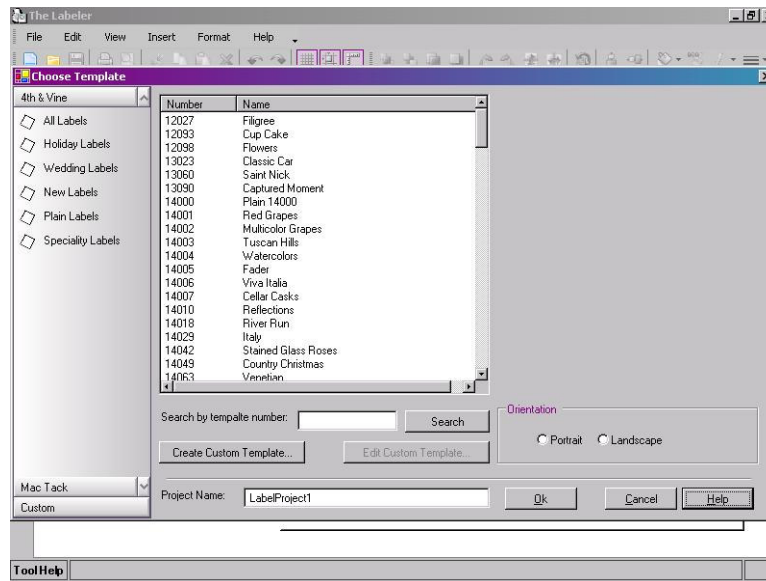 The Labeler
File Edit View Insert Format Help
Choose Template
4th & Vine
All Labels
Holiday Labels
Wedding Labels
New Labels
Plain Labels
Speciality Labels
Mac Tack
Custom
Number Name
12027 Filigree
12093 Cup Cake
12098 Flowers
13023 Classic Car
13060 Saint Nick
13090 Captured Moment
14000 Plain 14000
14001 Red Grapes
14002 Multicolor Grapes
14003 Tuscan Hills
14004 Watercolors
14005 Fader
14006 Viva Italia
14007 Cellar Casks
14010 Reflections
14018 River Run
14029 Italy
14042 Stained Glass Roses
14049 Country Christmas
14063 Venetian
Search by tempalte number: Search
Create Custom Template... Edit Custom Template...
Orientation
Portrait Landscape
Project Name: LabelProject1
Ok Cancel Help
ToolHelp